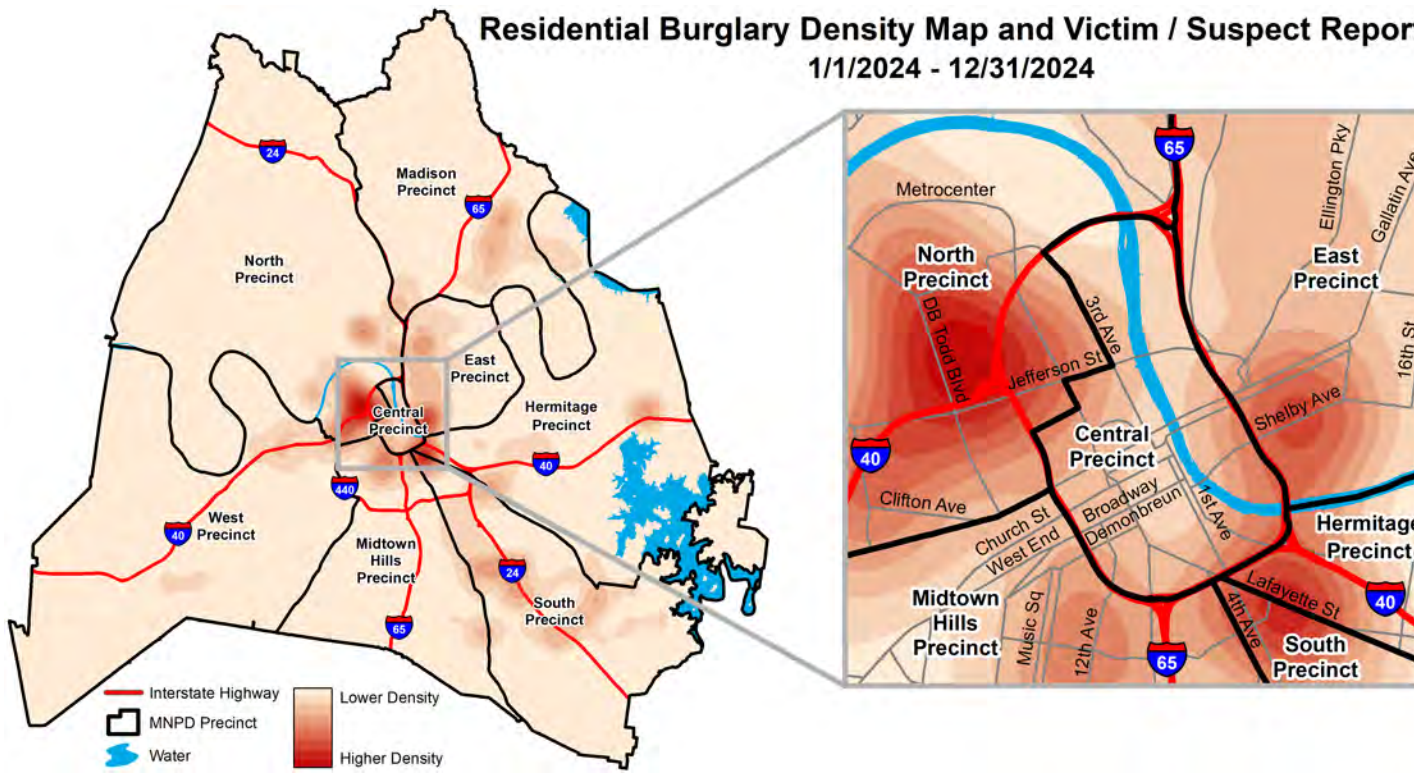 Residential Burglary Density Map and Victim / Suspect Repor
1/1/2024 - 12/31/2024
24
Madison
Precinct
65
North
Precinct
East
Precinct
Hermitage
Precinct
Central
Precinct
40
440
West
Precinct
40
Midtown
Hills
Precinct
24
South
Precinct
65
Interstate Highway
MNPD Precinct
Water
Lower Density
Higher Density
65
Metrocenter
Ellington Pky
Gallatin Ave
North
Precinct
East
Precinct
DB Todd Blvd
3rd Ave
Jefferson St
16th St
Shelby Ave
Central
Precinct
40
Clifton Ave
Church St
West End
Broadway
Demonbreun
1st Ave
Hermitage
Precinct
Midtown
Hills
Precinct
Music Sq
12th Ave
65
4th Ave
Lafayette St
40
South
Precinct